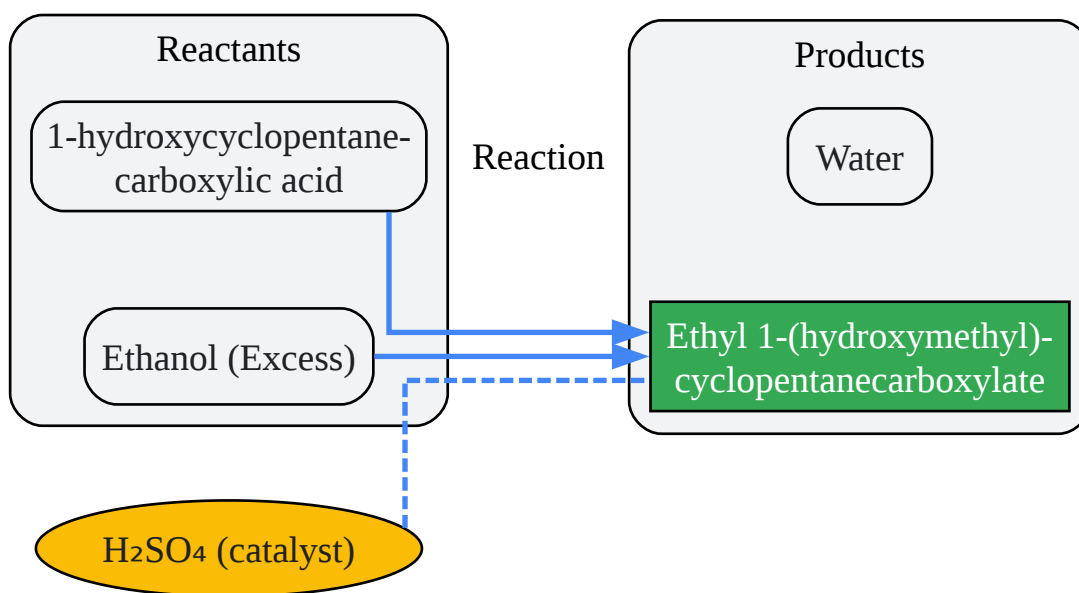 Reactants
1-hydroxycyclopentane-
carboxylic acid
Ethanol (Excess)
H₂SO₄ (catalyst)
Reaction
Products
Water
Ethyl 1-(hydroxymethyl)-
cyclopentanecarboxylate